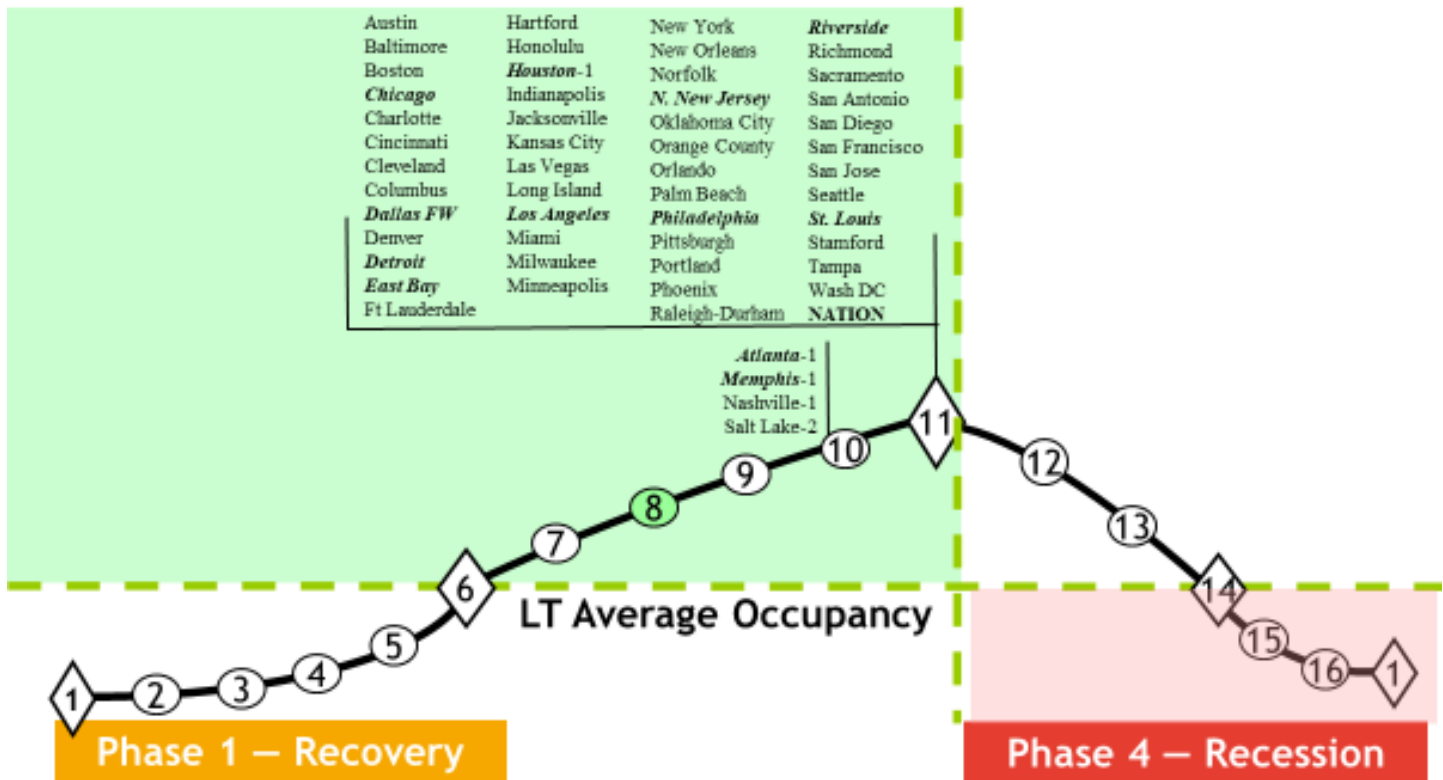 Austin
Baltimore
Boston
Chicago
Charlotte
Cincinnati
Cleveland
Columbus
Dallas FW
Denver
Detroit
East Bay
Ft Lauderdale
Hartford
Honolulu
Houston-1
Indianapolis
Jacksonville
Kansas City
Las Vegas
Long Island
Los Angeles
Miami
Milwaukee
Minneapolis
New York
New Orleans
Norfolk
N. New Jersey
Oklahoma City
Orange County
Orlando
Palm Beach
Philadelphia
Pittsburgh
Portland
Phoenix
Raleigh-Durham
Riverside
Richmond
Sacramento
San Antonio
San Diego
San Francisco
San Jose
Seattle
St. Louis
Stamford
Tampa
Wash DC
NATION
Atlanta-1
Memphis-1
Nashville-1
Salt Lake-2
1
2
3
4
5
6
7
8
9
10
11
12
13
14
15
16
1
LT Average Occupancy
Phase 1 – Recovery
Phase 4 – Recession